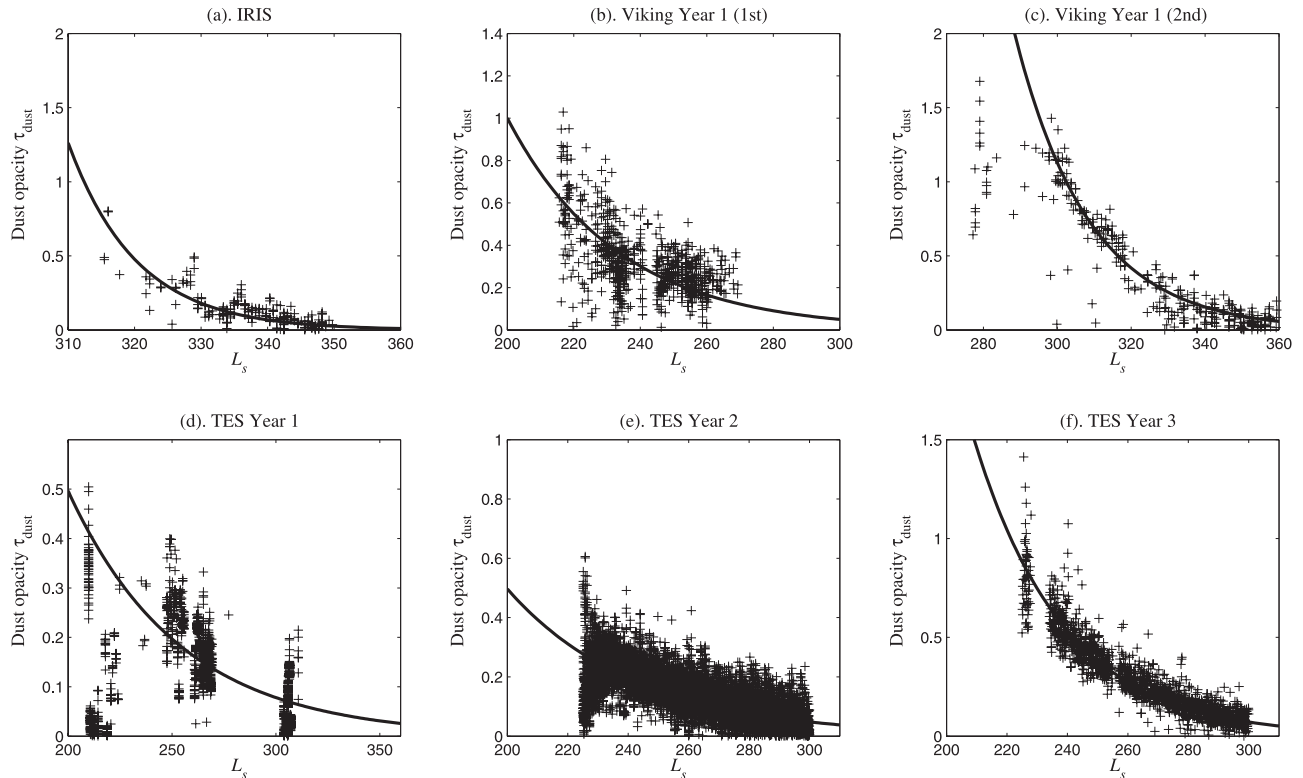 (a). IRIS
2
1.5
1
0.5
0
Dust opacity τdust
310 320 330 340 350 360
Ls
(b). Viking Year 1 (1st)
1.4
1.2
1.0
0.8
0.6
0.4
0.2
0
Dust opacity τdust
200 220 240 260 280 300
Ls
(c). Viking Year 1 (2nd)
2
1.5
1
0.5
0
Dust opacity τdust
280 300 320 340 360
Ls
(d). TES Year 1
0.5
0.4
0.3
0.2
0.1
0
Dust opacity τdust
200 250 300 350
Ls
(e). TES Year 2
1
0.8
0.6
0.4
0.2
0
Dust opacity τdust
200 220 240 260 280 300
Ls
(f). TES Year 3
1.5
1
0.5
0
Dust opacity τdust
200 220 240 260 280 300
Ls